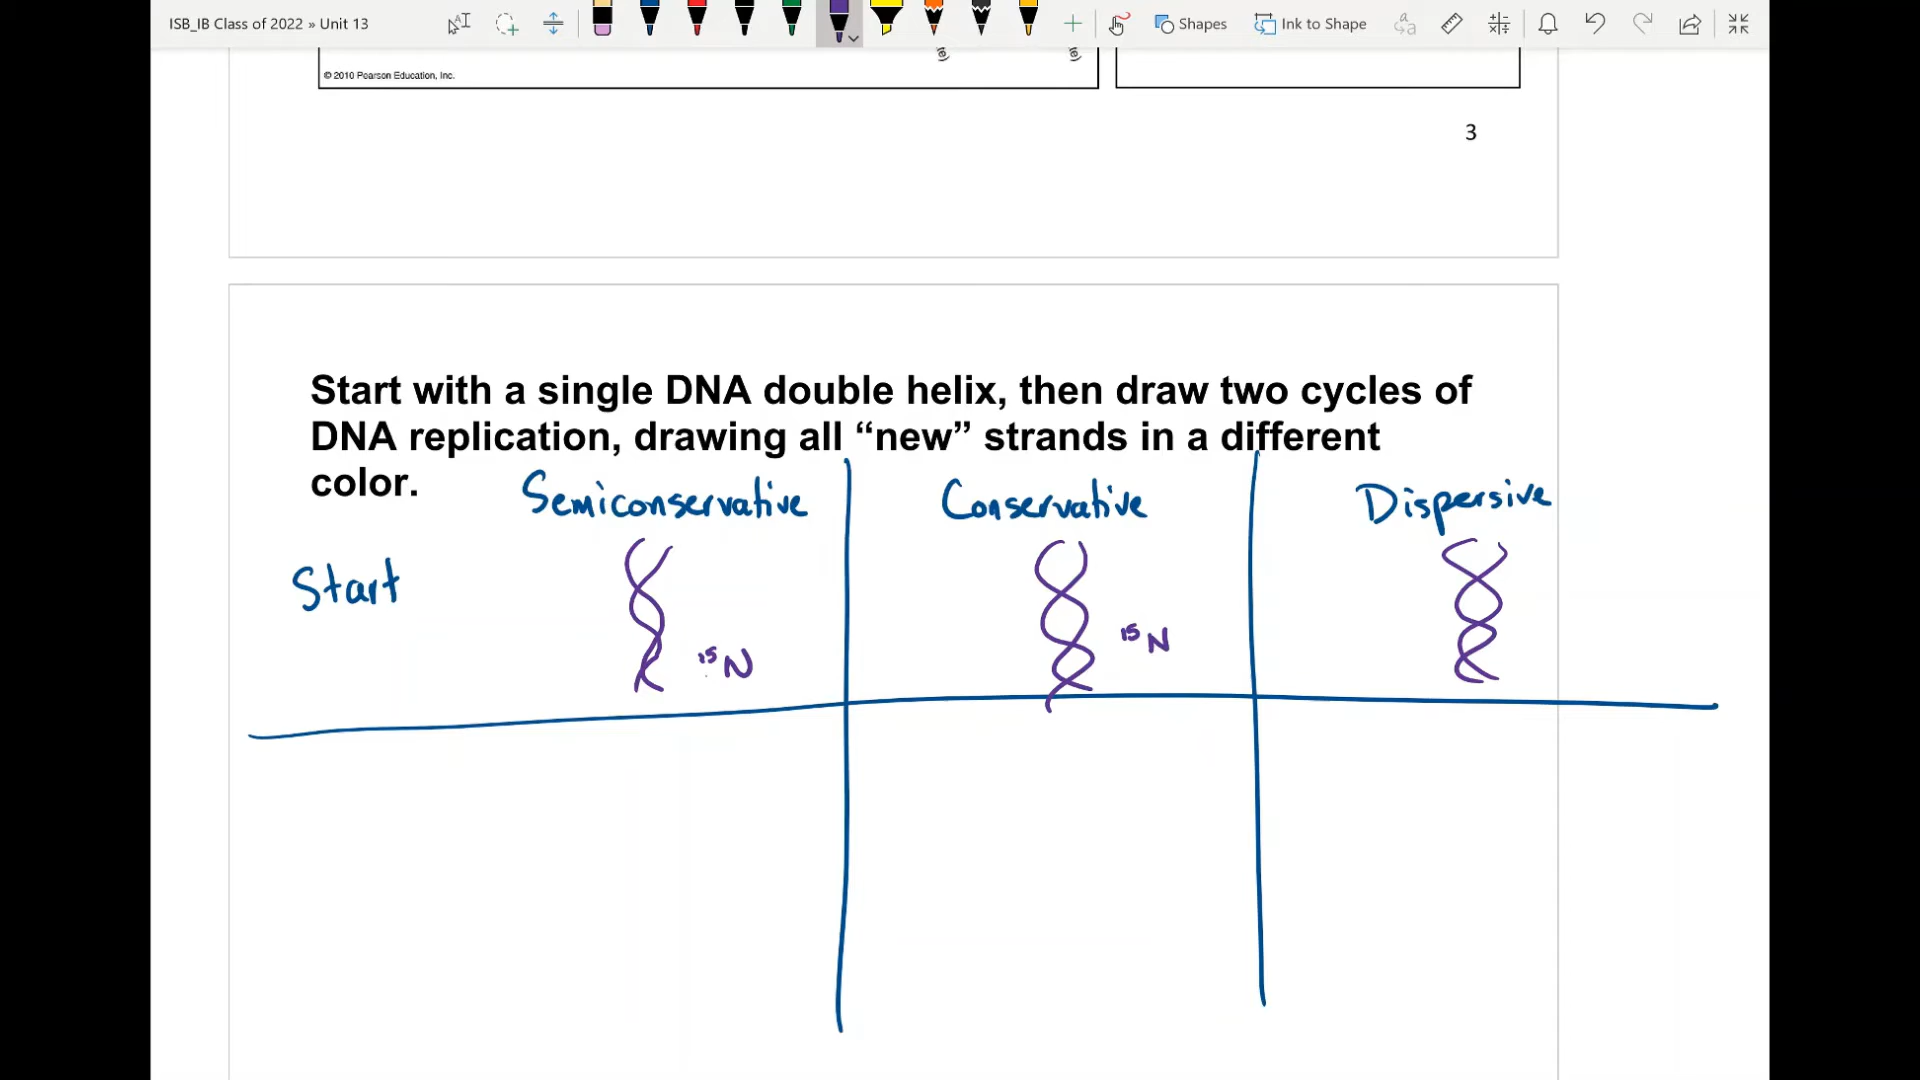 ISB_IB Class of 2022 » Unit 13
Shapes
Ink to Shape
© 2010 Pearson Education, Inc.
3
Start with a single DNA double helix, then draw two cycles of
DNA replication, drawing all “new” strands in a different
color.
Semiconservative
Conservative
Dispersive
Start
15N
15N